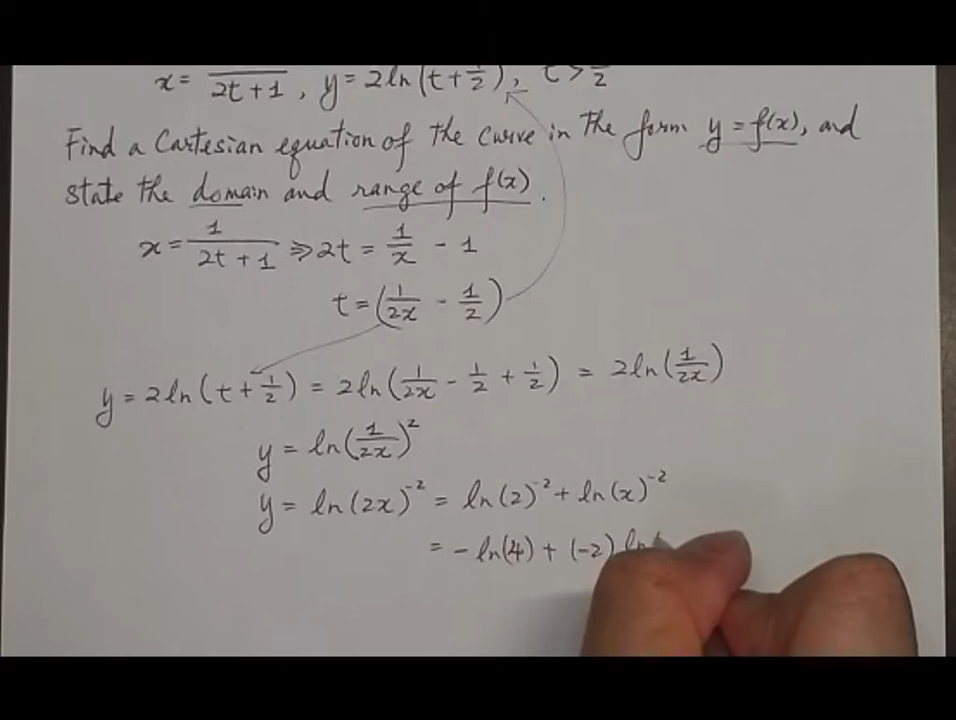 x = ‾/(2t+1) , y = 2ln(t+1/2), t > ‾/2
Find a Cartesian equation of the curve in the form y = f(x), and
state the domain and range of f(x).
x = 1/(2t+1) ⇒ 2t = 1/x - 1
t = (1/2x - 1/2)
y = 2ln(t+1/2) = 2ln(1/2x - 1/2 + 1/2) = 2ln(1/2x)
y = ln(1/2x)²
y = ln(2x)⁻² = ln(2)⁻² + ln(x)⁻²
= - ln(4) + (-2) ln